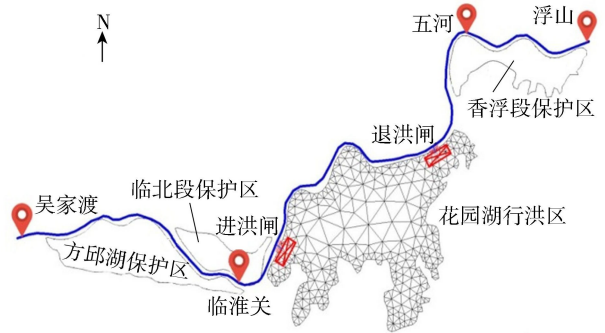 N
五河
浮山
香浮段保护区
退洪闸
临北段保护区
吴家渡
进洪闸
花园湖行洪区
方邱湖保护区
临淮关